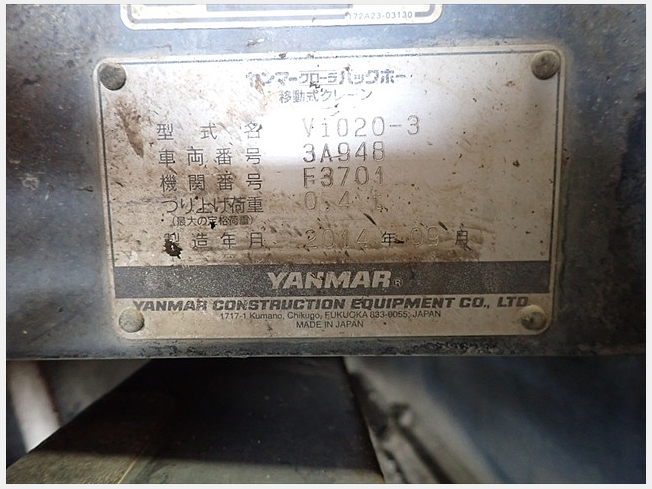 172A23-03130
ヤンマークローラバックホー
移動式クレーン
型式名 ViO20-3
車両番号 3A948
機関番号 F3701
つり上げ荷重 0.4t
(最大の定格荷重)
製造年月 2014年09月
YANMAR®
YANMAR CONSTRUCTION EQUIPMENT CO., LTD.
1717-1 Kumano, Chikugo, FUKUOKA 833-0055, JAPAN
MADE IN JAPAN